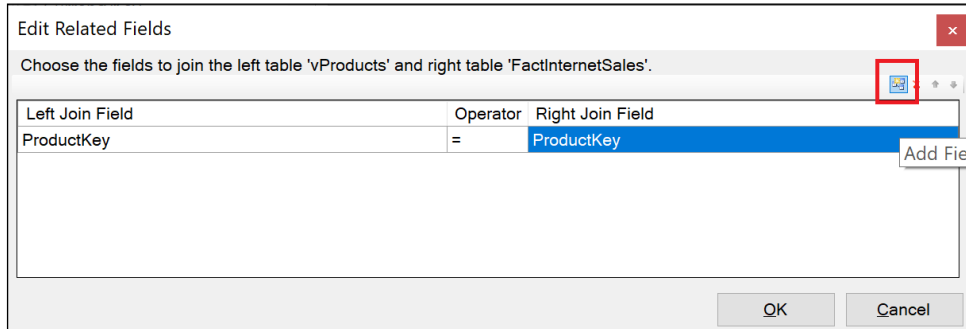 Edit Related Fields
Choose the fields to join the left table 'vProducts' and right table 'FactInternetSales'.
Left Join Field Operator Right Join Field
ProductKey = ProductKey
Add Fie
OK Cancel